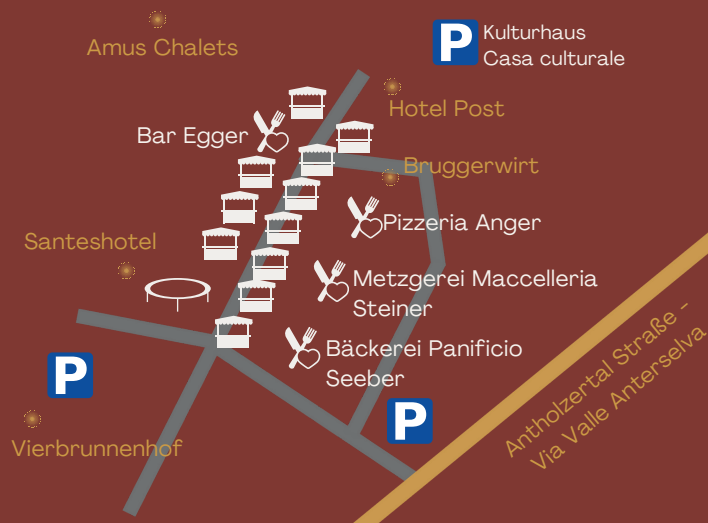 Amus Chalets
P
Kulturhaus
Casa culturale
Hotel Post
Bar Egger
Bruggerwirt
Pizzeria Anger
Santeshotel
Metzgerei Maccelleria
Steiner
Bäckerei Panificio
Seeber
P
P
Vierbrunnenhof
Antholzertal Straße -
Via Valle Anterselva